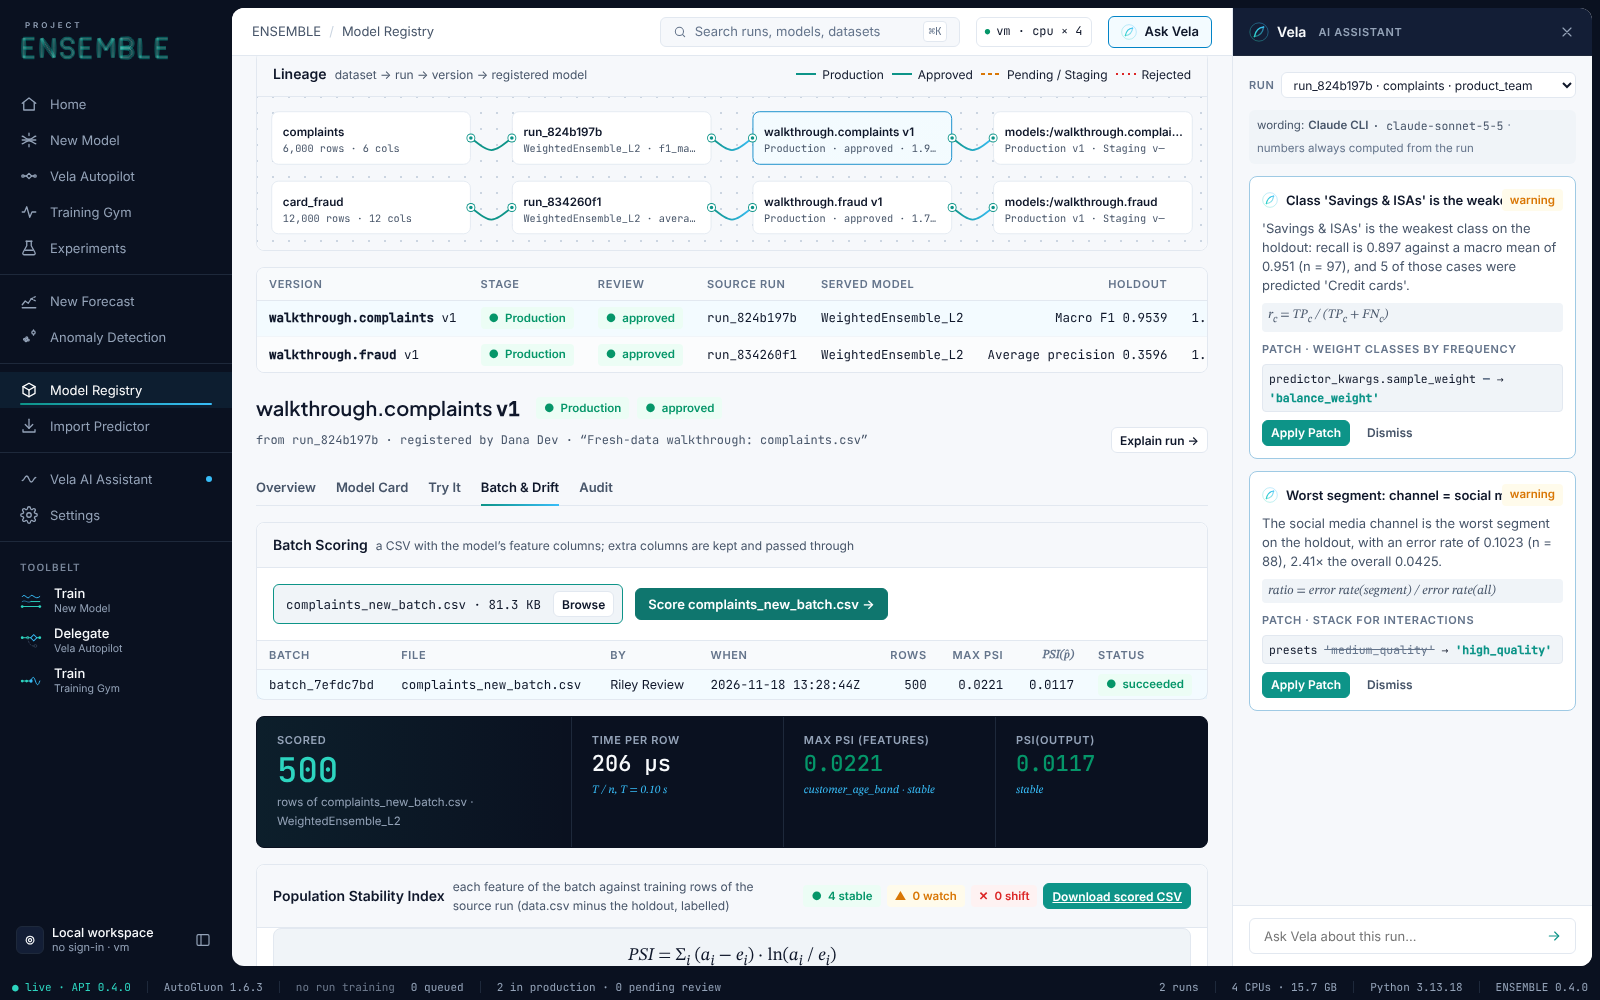 PROJECT
ENSEMBLE
Home
New Model
Vela Autopilot
Training Gym
Experiments
New Forecast
Anomaly Detection
Model Registry
Import Predictor
Vela AI Assistant
Settings
TOOLBELT
Train
New Model
Delegate
Vela Autopilot
Train
Training Gym
Local workspace
no sign-in · vm
ENSEMBLE / Model Registry
Search runs, models, datasets ⌘K
vm · cpu × 4
Ask Vela
Lineage dataset → run → version → registered model
Production Approved Pending / Staging Rejected
complaints
6,000 rows · 6 cols
run_824b197b
WeightedEnsemble_L2 · f1_ma…
walkthrough.complaints v1
Production · approved · 1.9…
models:/walkthrough.complai…
Production v1 · Staging v—
card_fraud
12,000 rows · 12 cols
run_834260f1
WeightedEnsemble_L2 · avera…
walkthrough.fraud v1
Production · approved · 1.7…
models:/walkthrough.fraud
Production v1 · Staging v—
VERSION STAGE REVIEW SOURCE RUN SERVED MODEL HOLDOUT
walkthrough.complaints v1 Production approved run_824b197b WeightedEnsemble_L2 Macro F1 0.9539 1.
walkthrough.fraud v1 Production approved run_834260f1 WeightedEnsemble_L2 Average precision 0.3596 1.
walkthrough.complaints v1 Production approved
from run_824b197b · registered by Dana Dev · “Fresh-data walkthrough: complaints.csv”
Explain run →
Overview Model Card Try It Batch & Drift Audit
Batch Scoring a CSV with the model’s feature columns; extra columns are kept and passed through
complaints_new_batch.csv · 81.3 KB Browse
Score complaints_new_batch.csv →
BATCH FILE BY WHEN ROWS MAX PSI PSI(p̂) STATUS
batch_7efdc7bd complaints_new_batch.csv Riley Review 2026-11-18 13:28:44Z 500 0.0221 0.0117 succeeded
SCORED
500
rows of complaints_new_batch.csv ·
WeightedEnsemble_L2
TIME PER ROW
206 µs
T / n, T = 0.10 s
MAX PSI (FEATURES)
0.0221
customer_age_band · stable
PSI(OUTPUT)
0.0117
stable
Population Stability Index
each feature of the batch against training rows of the
source run (data.csv minus the holdout, labelled)
4 stable 0 watch 0 shift
Download scored CSV
PSI = Σi (ai − ei) · ln(ai / ei)
Vela AI ASSISTANT
RUN run_824b197b · complaints · product_team
wording: Claude CLI · claude-sonnet-5-5 ·
numbers always computed from the run
Class 'Savings & ISAs' is the weak warning
'Savings & ISAs' is the weakest class on the
holdout: recall is 0.897 against a macro mean of
0.951 (n = 97), and 5 of those cases were
predicted 'Credit cards'.
rc = TPc / (TPc + FNc)
PATCH · WEIGHT CLASSES BY FREQUENCY
predictor_kwargs.sample_weight — →
'balance_weight'
Apply Patch Dismiss
Worst segment: channel = social m warning
The social media channel is the worst segment
on the holdout, with an error rate of 0.1023 (n =
88), 2.41× the overall 0.0425.
ratio = error rate(segment) / error rate(all)
PATCH · STACK FOR INTERACTIONS
presets 'medium_quality' → 'high_quality'
Apply Patch Dismiss
Ask Vela about this run…
live · API 0.4.0 AutoGluon 1.6.3 no run training 0 queued 2 in production · 0 pending review 2 runs 4 CPUs · 15.7 GB Python 3.13.18 ENSEMBLE 0.4.0